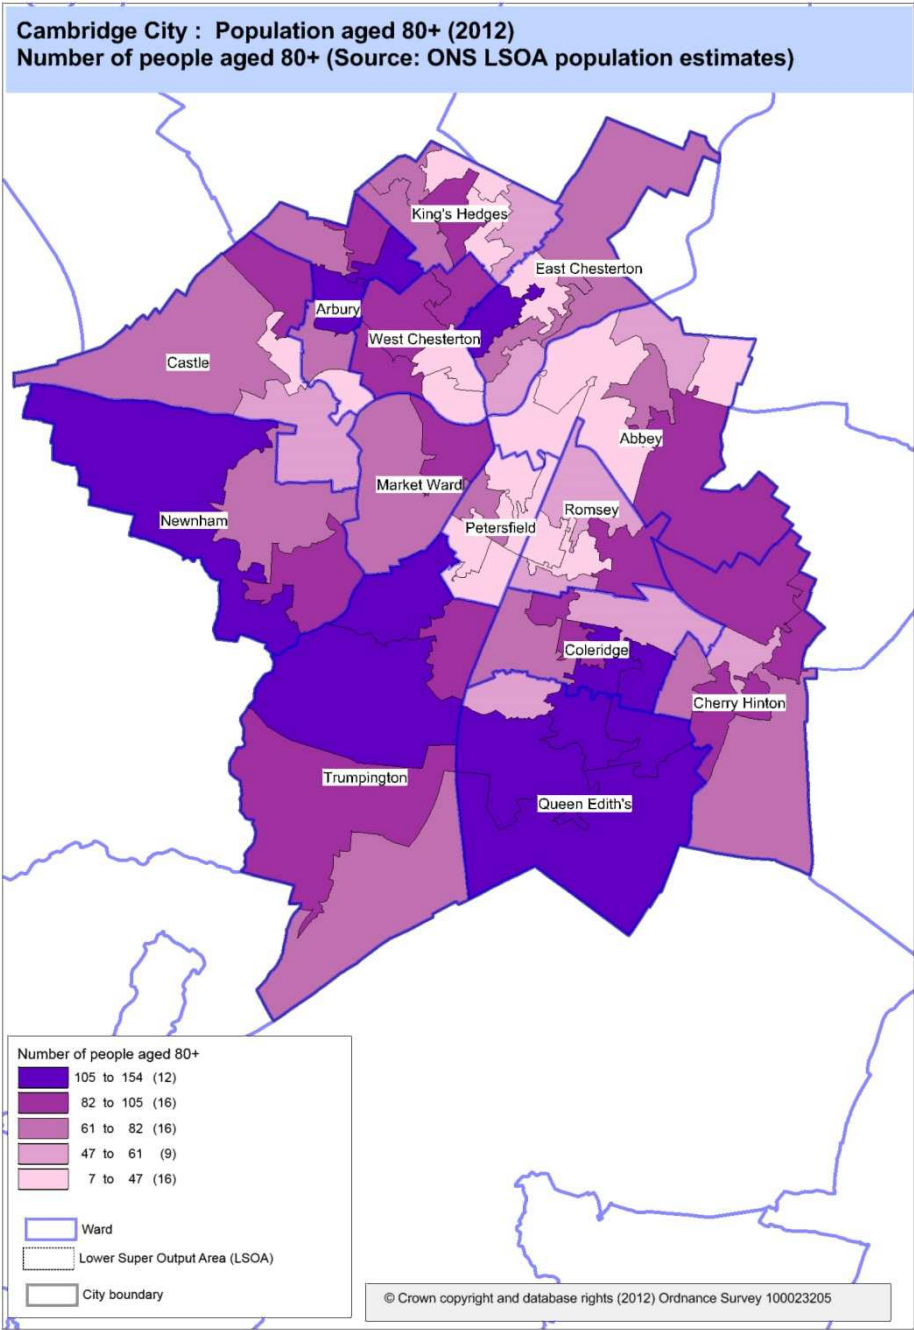 Cambridge City : Population aged 80+ (2012)
Number of people aged 80+ (Source: ONS LSOA population estimates)
King's Hedges
East Chesterton
Arbury
West Chesterton
Castle
Abbey
Market Ward
Romsey
Newnham
Petersfield
Coleridge
Cherry Hinton
Trumpington
Queen Edith's
Number of people aged 80+
105 to 154 (12)
82 to 105 (16)
61 to 82 (16)
47 to 61 (9)
7 to 47 (16)
Ward
Lower Super Output Area (LSOA)
City boundary
© Crown copyright and database rights (2012) Ordnance Survey 100023205